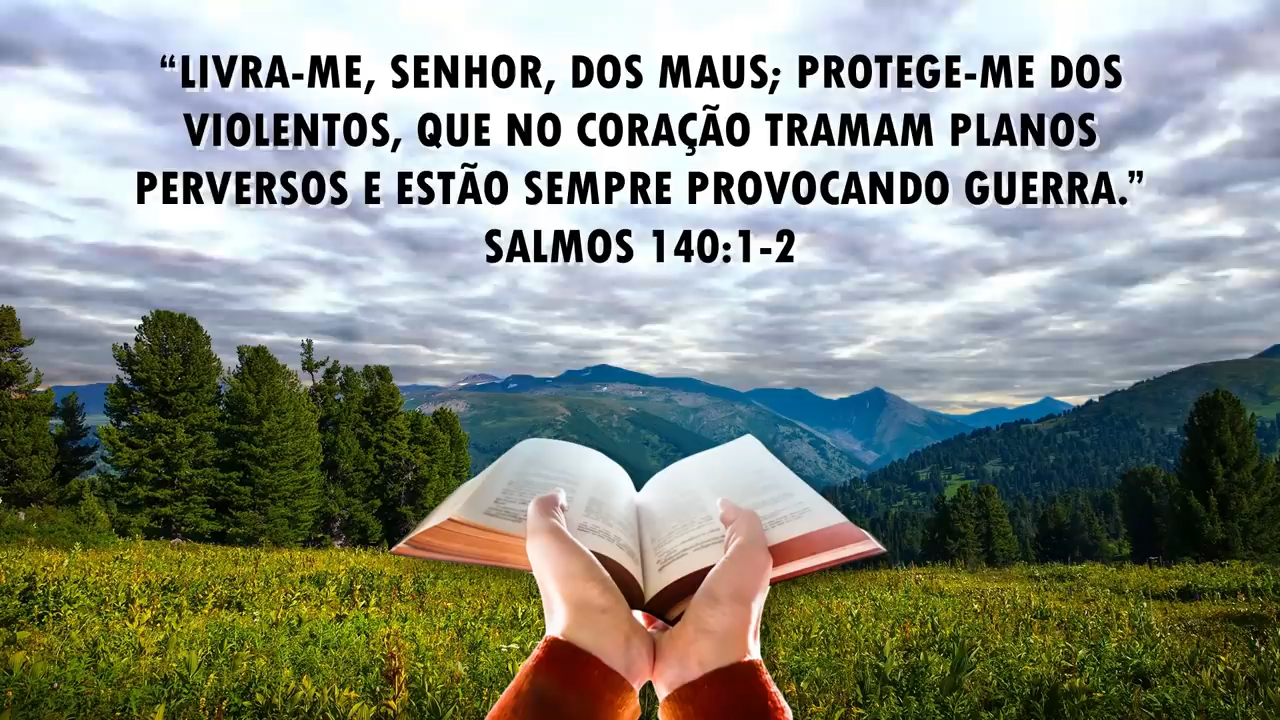 “LIVRA-ME, SENHOR, DOS MAUS; PROTEGE-ME DOS
VIOLENTOS, QUE NO CORAÇÃO TRAMAM PLANOS
PERVERSOS E ESTÃO SEMPRE PROVOCANDO GUERRA.”
SALMOS 140:1-2